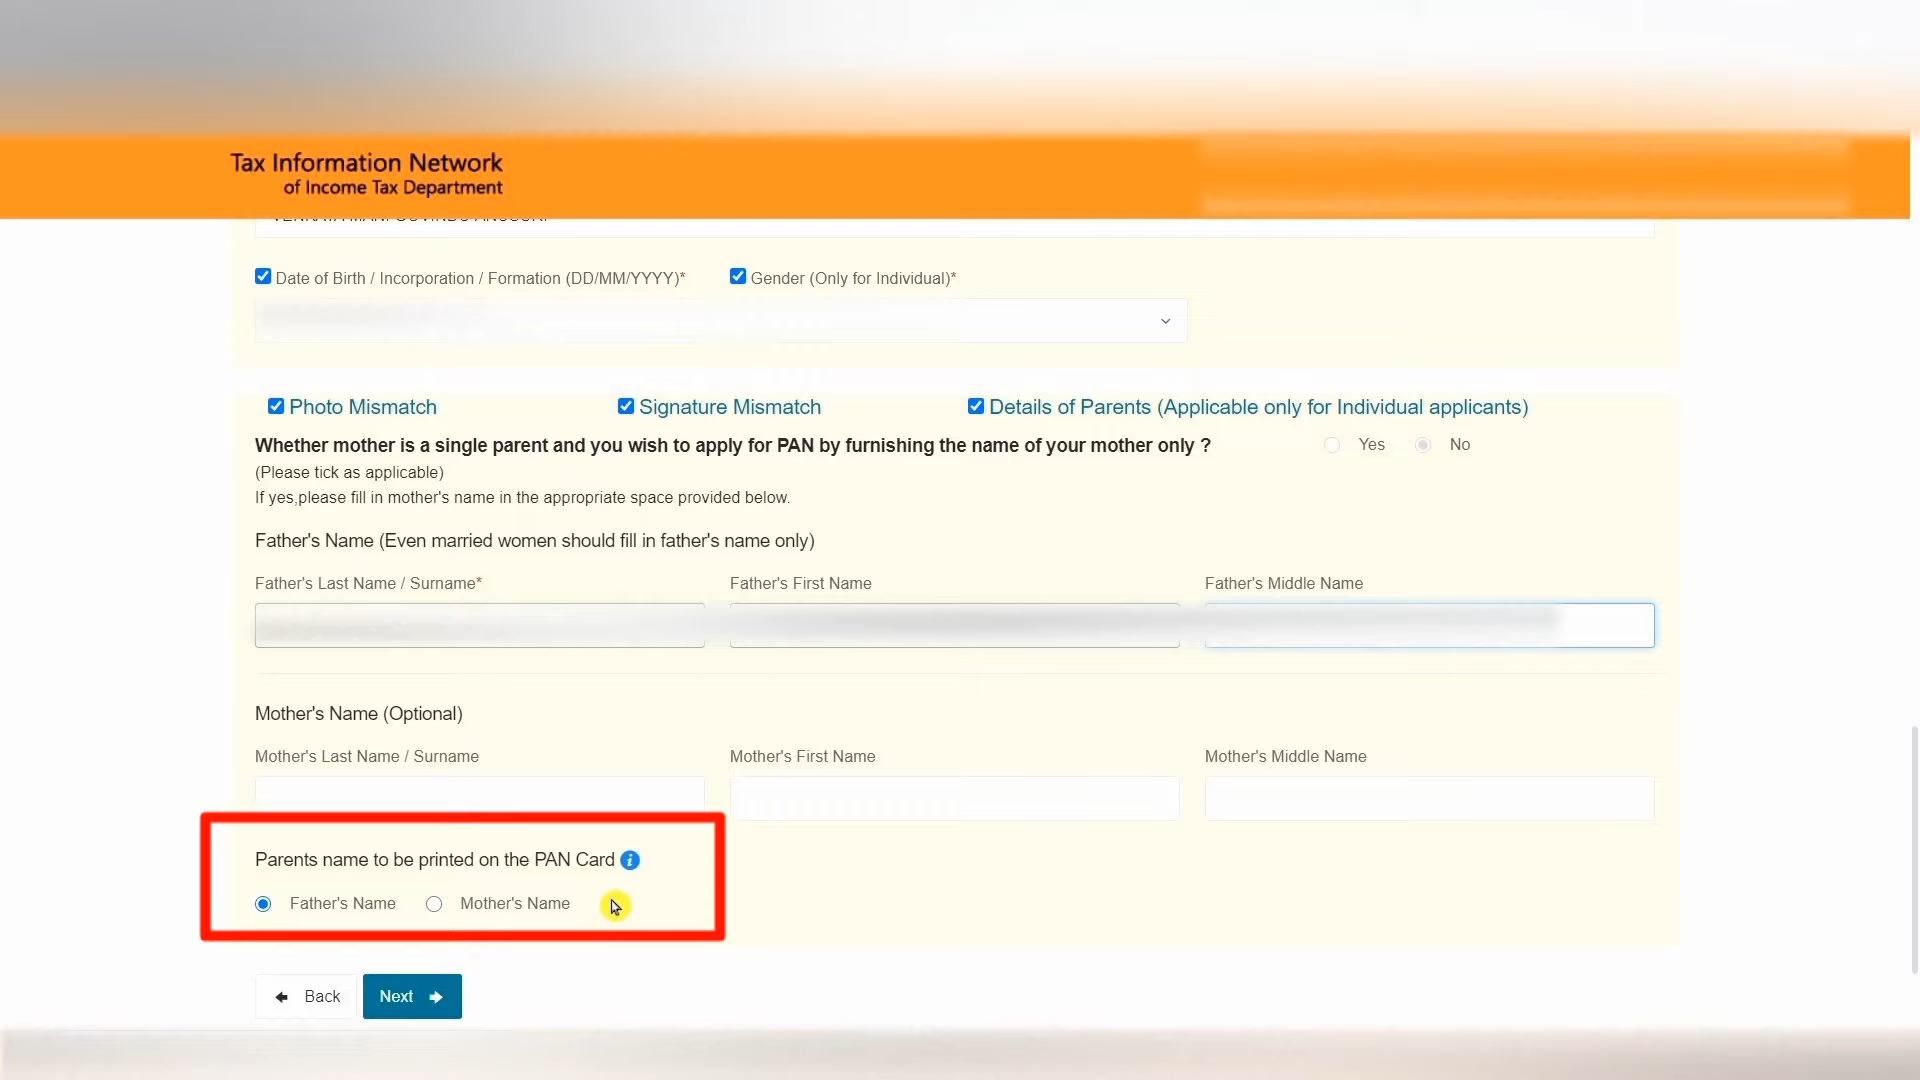 Tax Information Network
of Income Tax Department
Date of Birth / Incorporation / Formation (DD/MM/YYYY)* Gender (Only for Individual)*
Photo Mismatch Signature Mismatch Details of Parents (Applicable only for Individual applicants)
Whether mother is a single parent and you wish to apply for PAN by furnishing the name of your mother only ? Yes No
(Please tick as applicable)
If yes,please fill in mother's name in the appropriate space provided below.
Father's Name (Even married women should fill in father's name only)
Father's Last Name / Surname* Father's First Name Father's Middle Name
Mother's Name (Optional)
Mother's Last Name / Surname Mother's First Name Mother's Middle Name
Parents name to be printed on the PAN Card i
Father's Name Mother's Name
Back Next